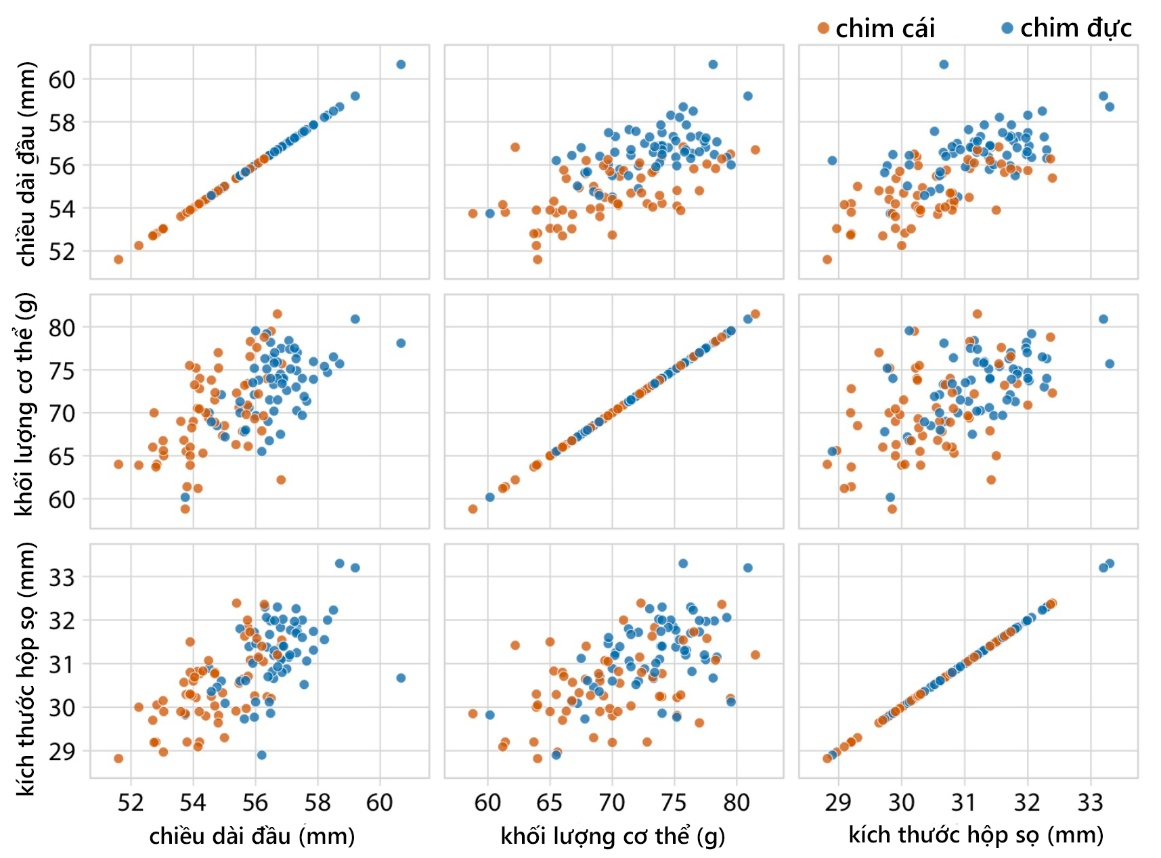 chim cái chim đực
chiều dài đầu (mm)
60
58
56
54
52
khối lượng cơ thể (g)
80
75
70
65
60
kích thước hộp sọ (mm)
33
32
31
30
29
52 54 56 58 60
60 65 70 75 80
29 30 31 32 33
chiều dài đầu (mm)
khối lượng cơ thể (g)
kích thước hộp sọ (mm)